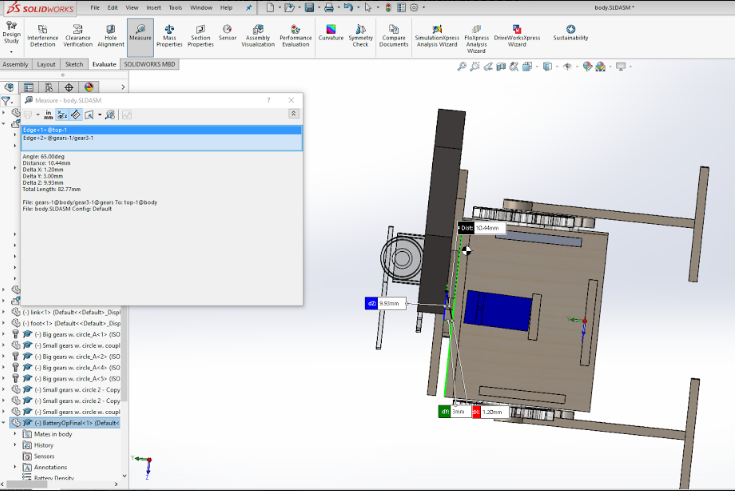 SOLIDWORKS
File Edit View Insert Tools Window Help
body.SLDASM *
Design Study
Interference Detection
Clearance Verification
Hole Alignment
Measure
Mass Properties
Section Properties
Sensor
Assembly Visualization
Performance Evaluation
Curvature
Symmetry Check
Compare Documents
SimulationXpress Analysis Wizard
FloXpress Analysis Wizard
DriveWorksXpress Wizard
Sustainability
Assembly Layout Sketch Evaluate SOLIDWORKS MBD
Measure - body.SLDASM
? ×
in mm
Edge<1> @top-1
Edge<2> @gears-1/gear3-1
Angle: 65.00deg
Distance: 10.44mm
Delta X: 1.20mm
Delta Y: 3.00mm
Delta Z: 9.93mm
Total Length: 82.77mm
File: gears-1@body/gear3-1@gears To: top-1@body
File: body.SLDASM Config: Default
Dist: 10.44mm
dZ: 9.93mm
dY: 3mm
dX: 1.20mm
(-) link<1> (Default<<Default>_Disp
(-) foot<1> (Default<<Default>_Disp
(-) Big gears w. circle_A<1> (ISO
(-) Big gears w. circle_A<2> (ISO
(-) Big gears w. circle_A<4> (ISO
(-) Big gears w. circle_A<5> (ISO
(-) Small gears w. circle w. coupl
(-) Small gears w. circle 2 - Copy
(-) Small gears w. circle 2 - Copy
(-) Small gears w. circle w. coupl
(-) BatteryOpFinal<1> (Default<
Mates in body
History
Sensors
Annotations
Battery Density
Y
Z